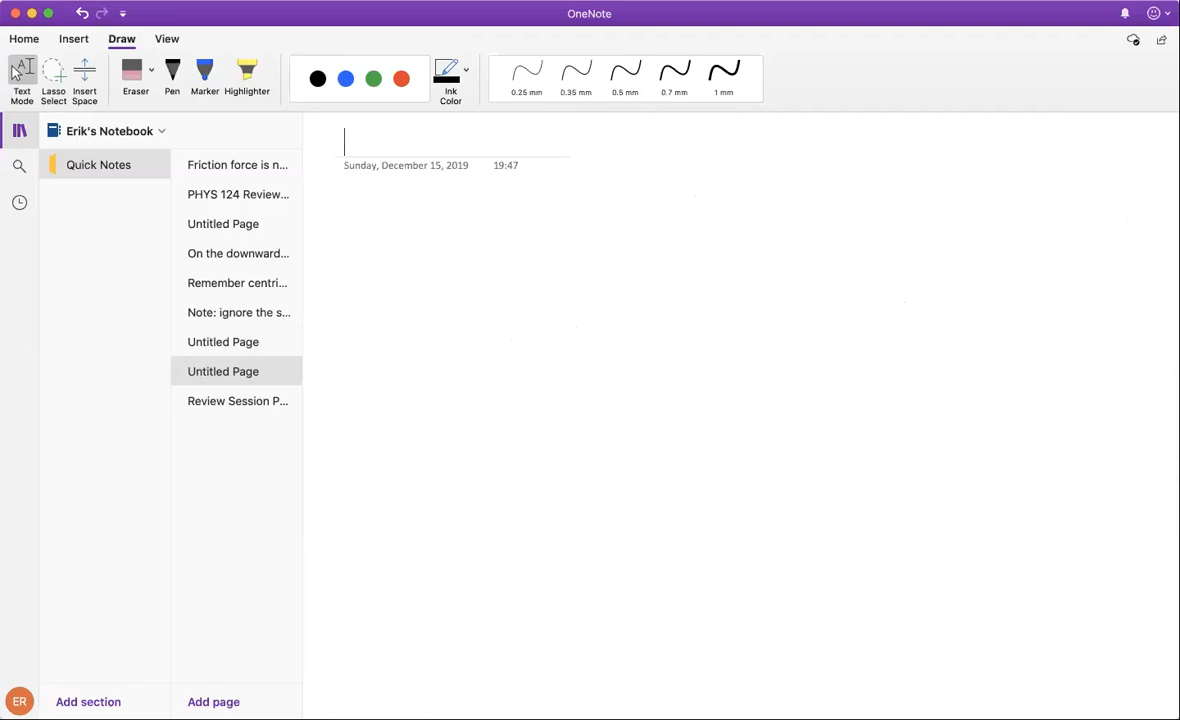 OneNote
Home Insert Draw View
Text Mode
Lasso Select
Insert Space
Eraser
Pen
Marker
Highlighter
Ink Color
0.25 mm
0.35 mm
0.5 mm
0.7 mm
1 mm
Erik's Notebook
Quick Notes
Friction force is n...
PHYS 124 Review...
Untitled Page
On the downward...
Remember centri...
Note: ignore the s...
Untitled Page
Untitled Page
Review Session P...
Sunday, December 15, 2019 19:47
ER
Add section
Add page